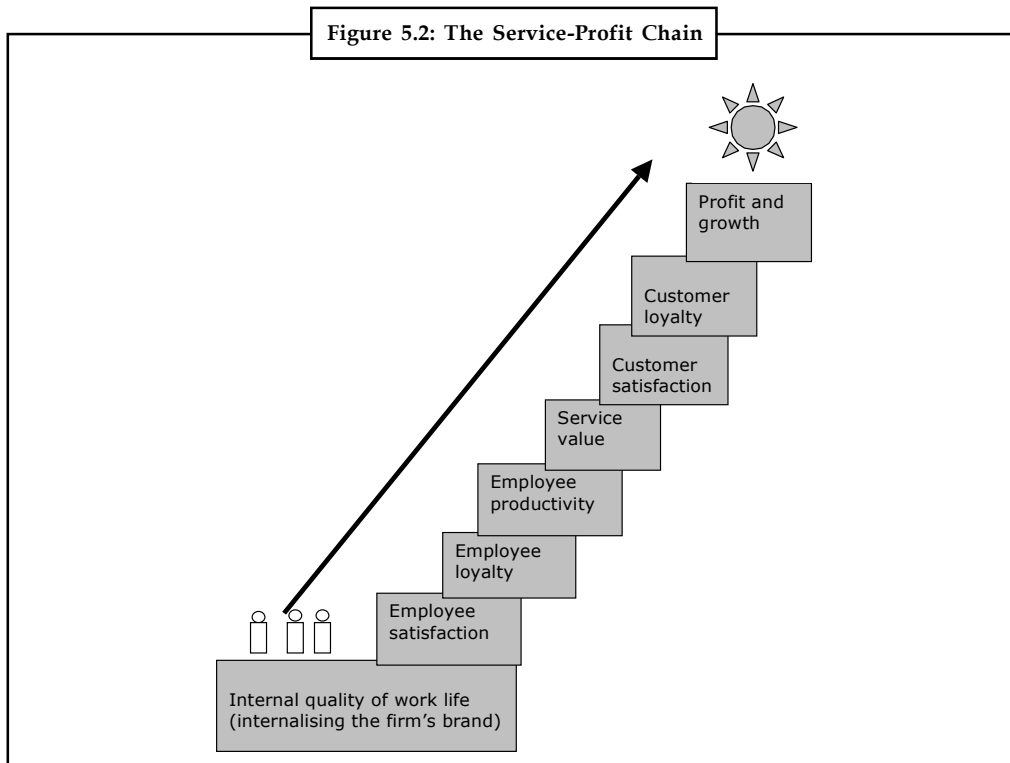 Figure 5.2: The Service-Profit Chain
Profit and
growth
Customer
loyalty
Customer
satisfaction
Service
value
Employee
productivity
Employee
loyalty
Employee
satisfaction
Internal quality of work life
(internalising the firm's brand)